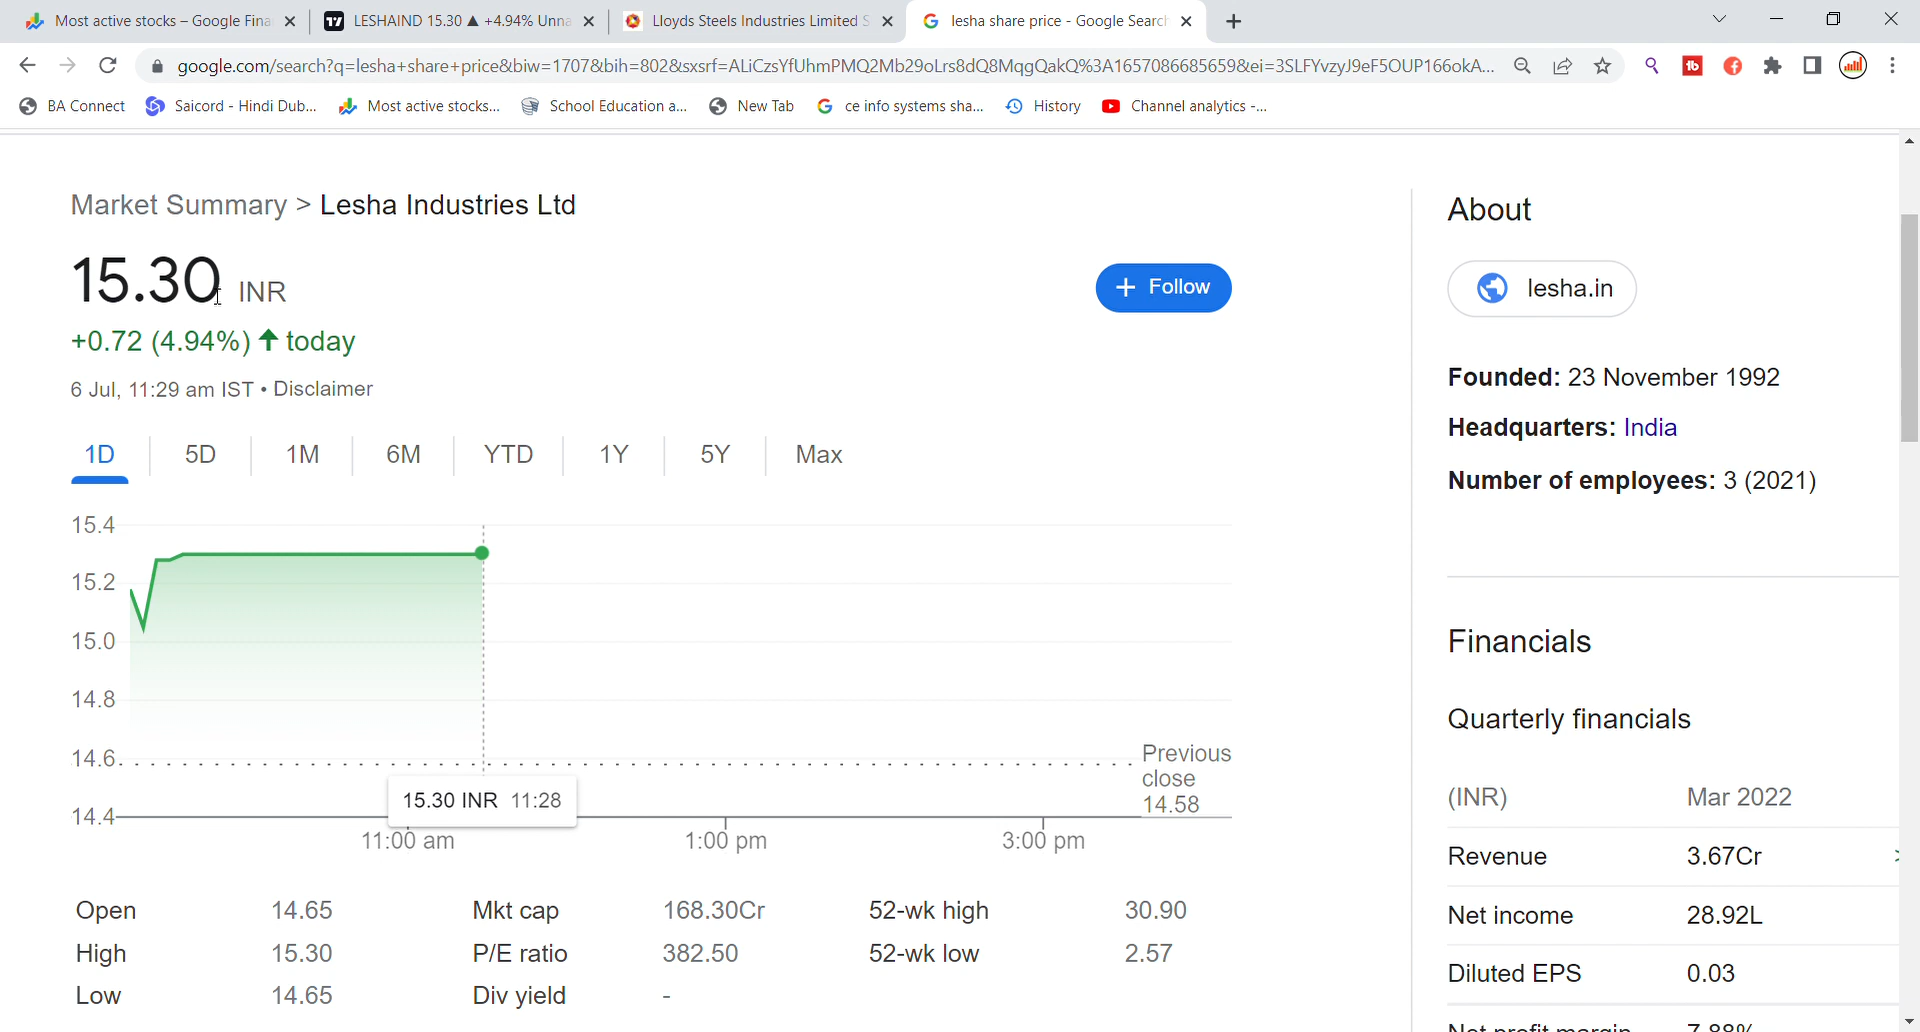 Most active stocks – Google Fina
LESHAIND 15.30 ▲ +4.94% Unna
Lloyds Steels Industries Limited S
lesha share price - Google Search
google.com/search?q=lesha+share+price&biw=1707&bih=802&sxsrf=ALiCzsYfUhmPMQ2Mb29oLrs8dQ8MqgQakQ%3A1657086685659&ei=3SLFYvzyJ9eF5OUP166okA...
BA Connect
Saicord - Hindi Dub...
Most active stocks...
School Education a...
New Tab
ce info systems sha...
History
Channel analytics -...
Market Summary > Lesha Industries Ltd
15.30 INR
+ Follow
+0.72 (4.94%) ↑ today
6 Jul, 11:29 am IST • Disclaimer
1D 5D 1M 6M YTD 1Y 5Y Max
15.4
15.2
15.0
14.8
14.6
14.4
Previous
close
14.58
15.30 INR 11:28
11:00 am 1:00 pm 3:00 pm
Open 14.65 Mkt cap 168.30Cr 52-wk high 30.90
High 15.30 P/E ratio 382.50 52-wk low 2.57
Low 14.65 Div yield -
About
lesha.in
Founded: 23 November 1992
Headquarters: India
Number of employees: 3 (2021)
Financials
Quarterly financials
(INR) Mar 2022
Revenue 3.67Cr
Net income 28.92L
Diluted EPS 0.03
Net profit margin 7.88%